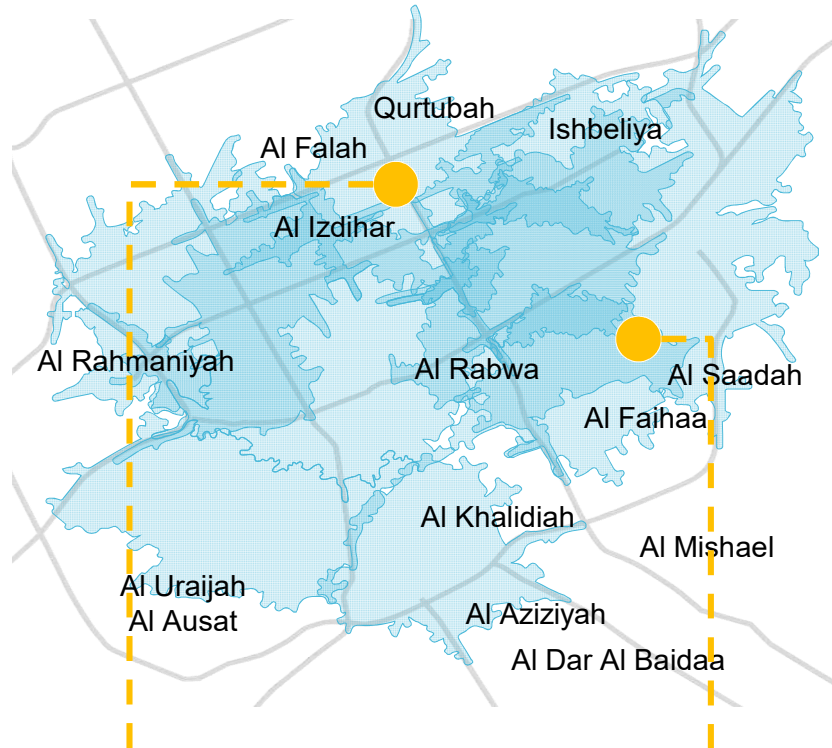 Qurtubah
Ishbeliya
Al Falah
Al Izdihar
Al Rahmaniyah
Al Rabwa
Al Saadah
Al Faihaa
Al Khalidiah
Al Mishael
Al Uraijah
Al Ausat
Al Aziziyah
Al Dar Al Baidaa